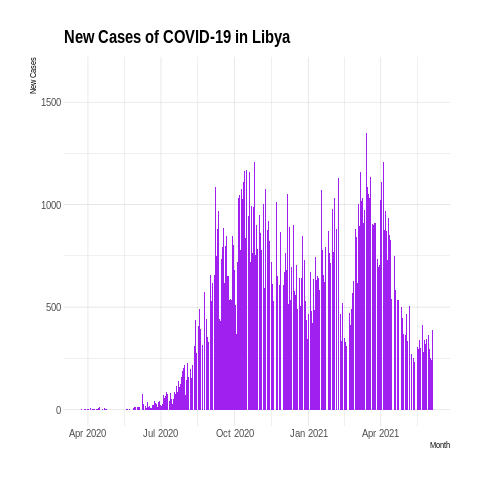 New Cases of COVID-19 in Libya
New Cases
1500
1000
500
0
Apr 2020 Jul 2020 Oct 2020 Jan 2021 Apr 2021
Month